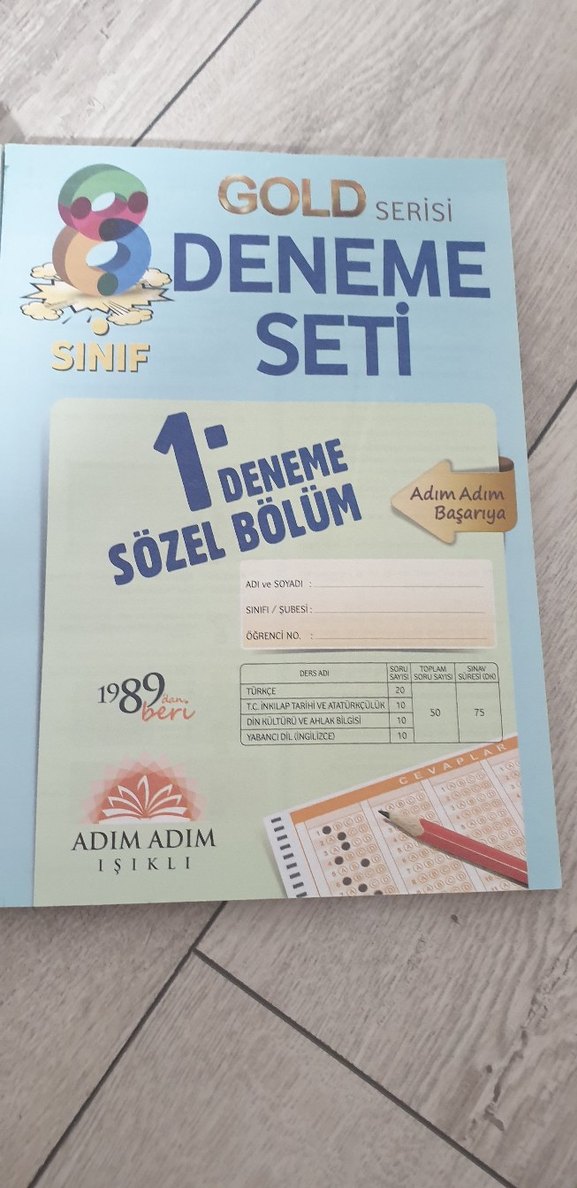 GOLD SERİSİ
8. SINIF
DENEME
SETİ
1. DENEME
SÖZEL BÖLÜM
Adım Adım
Başarıya
ADI ve SOYADI :
SINIFI / ŞUBESİ :
ÖĞRENCİ NO. :
DERS ADI SORU SAYISI TOPLAM SORU SAYISI SINAV SÜRESİ (DK)
TÜRKÇE 20
T.C. İNKILAP TARİHİ VE ATATÜRKÇÜLÜK 10 50 75
DİN KÜLTÜRÜ VE AHLAK BİLGİSİ 10
YABANCI DİL (İNGİLİZCE) 10
1989 dan
beri
ADIM ADIM
IŞIKLI
CEVAPLAR